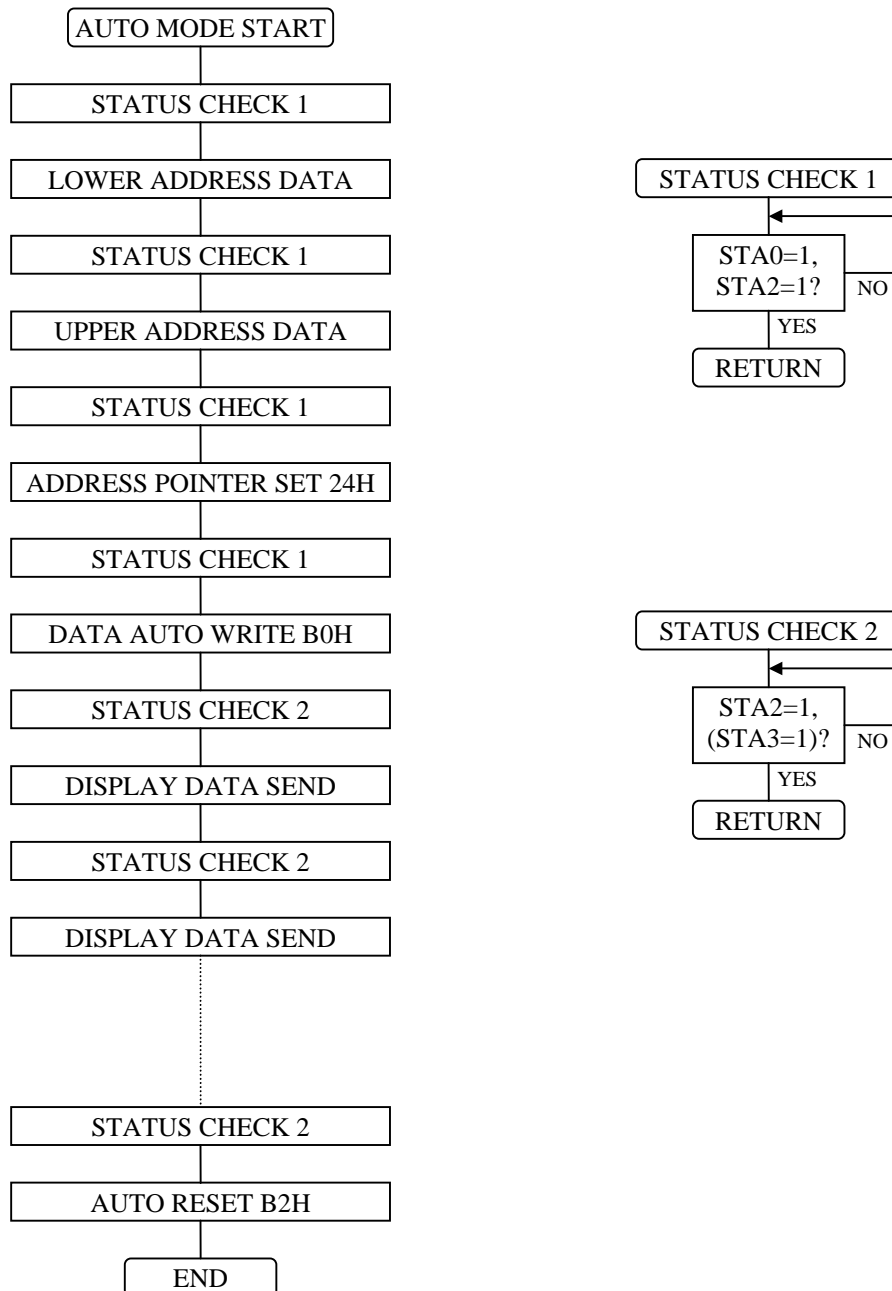 AUTO MODE START
STATUS CHECK 1
LOWER ADDRESS DATA
STATUS CHECK 1
UPPER ADDRESS DATA
STATUS CHECK 1
ADDRESS POINTER SET 24H
STATUS CHECK 1
DATA AUTO WRITE B0H
STATUS CHECK 2
DISPLAY DATA SEND
STATUS CHECK 2
DISPLAY DATA SEND
STATUS CHECK 2
AUTO RESET B2H
END
STATUS CHECK 1
STA0=1,
STA2=1?
NO
YES
RETURN
STATUS CHECK 2
STA2=1,
(STA3=1)?
NO
YES
RETURN